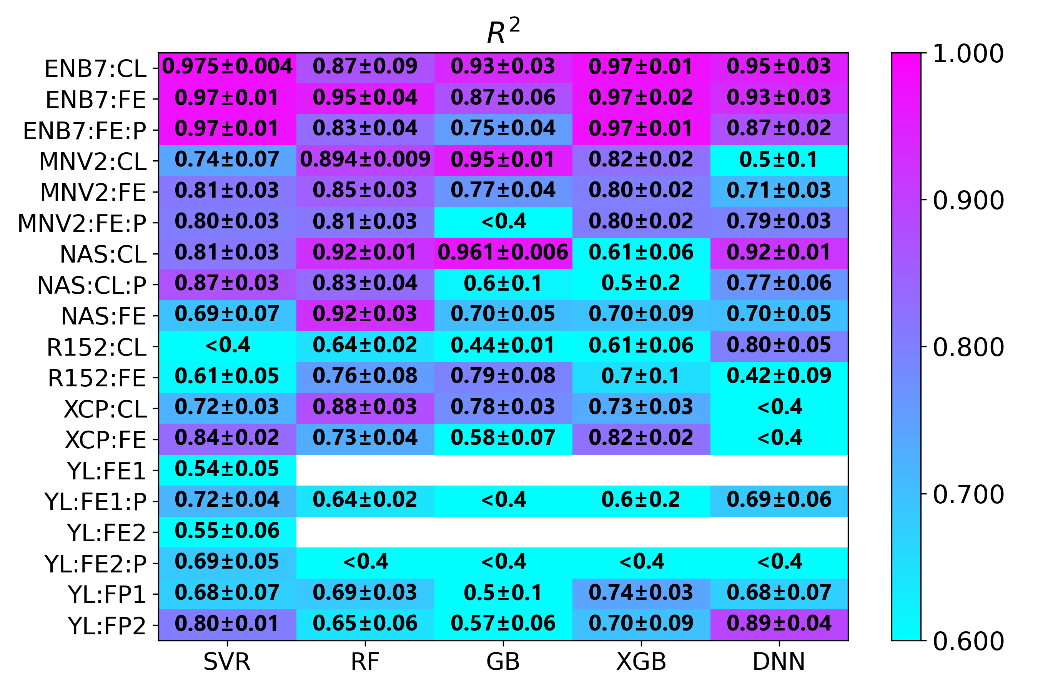 R²
ENB7:CL 0.975±0.004 0.87±0.09 0.93±0.03 0.97±0.01 0.95±0.03 1.000
ENB7:FE 0.97±0.01 0.95±0.04 0.87±0.06 0.97±0.02 0.93±0.03
ENB7:FE:P 0.97±0.01 0.83±0.04 0.75±0.04 0.97±0.01 0.87±0.02
MNV2:CL 0.74±0.07 0.894±0.009 0.95±0.01 0.82±0.02 0.5±0.1
MNV2:FE 0.81±0.03 0.85±0.03 0.77±0.04 0.80±0.02 0.71±0.03 0.900
MNV2:FE:P 0.80±0.03 0.81±0.03 <0.4 0.80±0.02 0.79±0.03
NAS:CL 0.81±0.03 0.92±0.01 0.961±0.006 0.61±0.06 0.92±0.01
NAS:CL:P 0.87±0.03 0.83±0.04 0.6±0.1 0.5±0.2 0.77±0.06
NAS:FE 0.69±0.07 0.92±0.03 0.70±0.05 0.70±0.09 0.70±0.05
R152:CL <0.4 0.64±0.02 0.44±0.01 0.61±0.06 0.80±0.05 0.800
R152:FE 0.61±0.05 0.76±0.08 0.79±0.08 0.7±0.1 0.42±0.09
XCP:CL 0.72±0.03 0.88±0.03 0.78±0.03 0.73±0.03 <0.4
XCP:FE 0.84±0.02 0.73±0.04 0.58±0.07 0.82±0.02 <0.4
YL:FE1 0.54±0.05
YL:FE1:P 0.72±0.04 0.64±0.02 <0.4 0.6±0.2 0.69±0.06 0.700
YL:FE2 0.55±0.06
YL:FE2:P 0.69±0.05 <0.4 <0.4 <0.4 <0.4
YL:FP1 0.68±0.07 0.69±0.03 0.5±0.1 0.74±0.03 0.68±0.07
YL:FP2 0.80±0.01 0.65±0.06 0.57±0.06 0.70±0.09 0.89±0.04 0.600
SVR RF GB XGB DNN